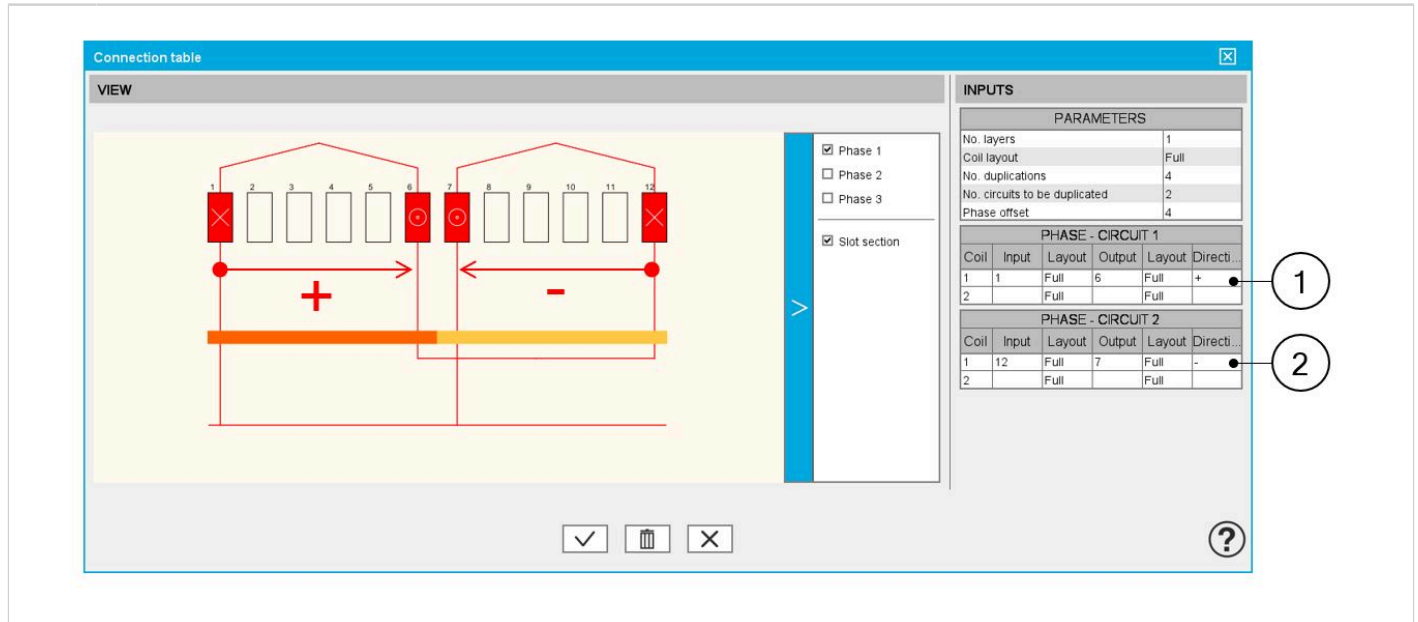 Connection table
VIEW
INPUTS
PARAMETERS
No. layers 1
Coil layout Full
No. duplications 4
No. circuits to be duplicated 2
Phase offset 4
PHASE - CIRCUIT 1
Coil Input Layout Output Layout Directi...
1 1 Full 6 Full +
2 Full Full
PHASE - CIRCUIT 2
Coil Input Layout Output Layout Directi...
1 12 Full 7 Full -
2 Full Full
1
2
Phase 1
Phase 2
Phase 3
Slot section
>
1 2 3 4 5 6 7 8 9 10 11 12
+ -
?